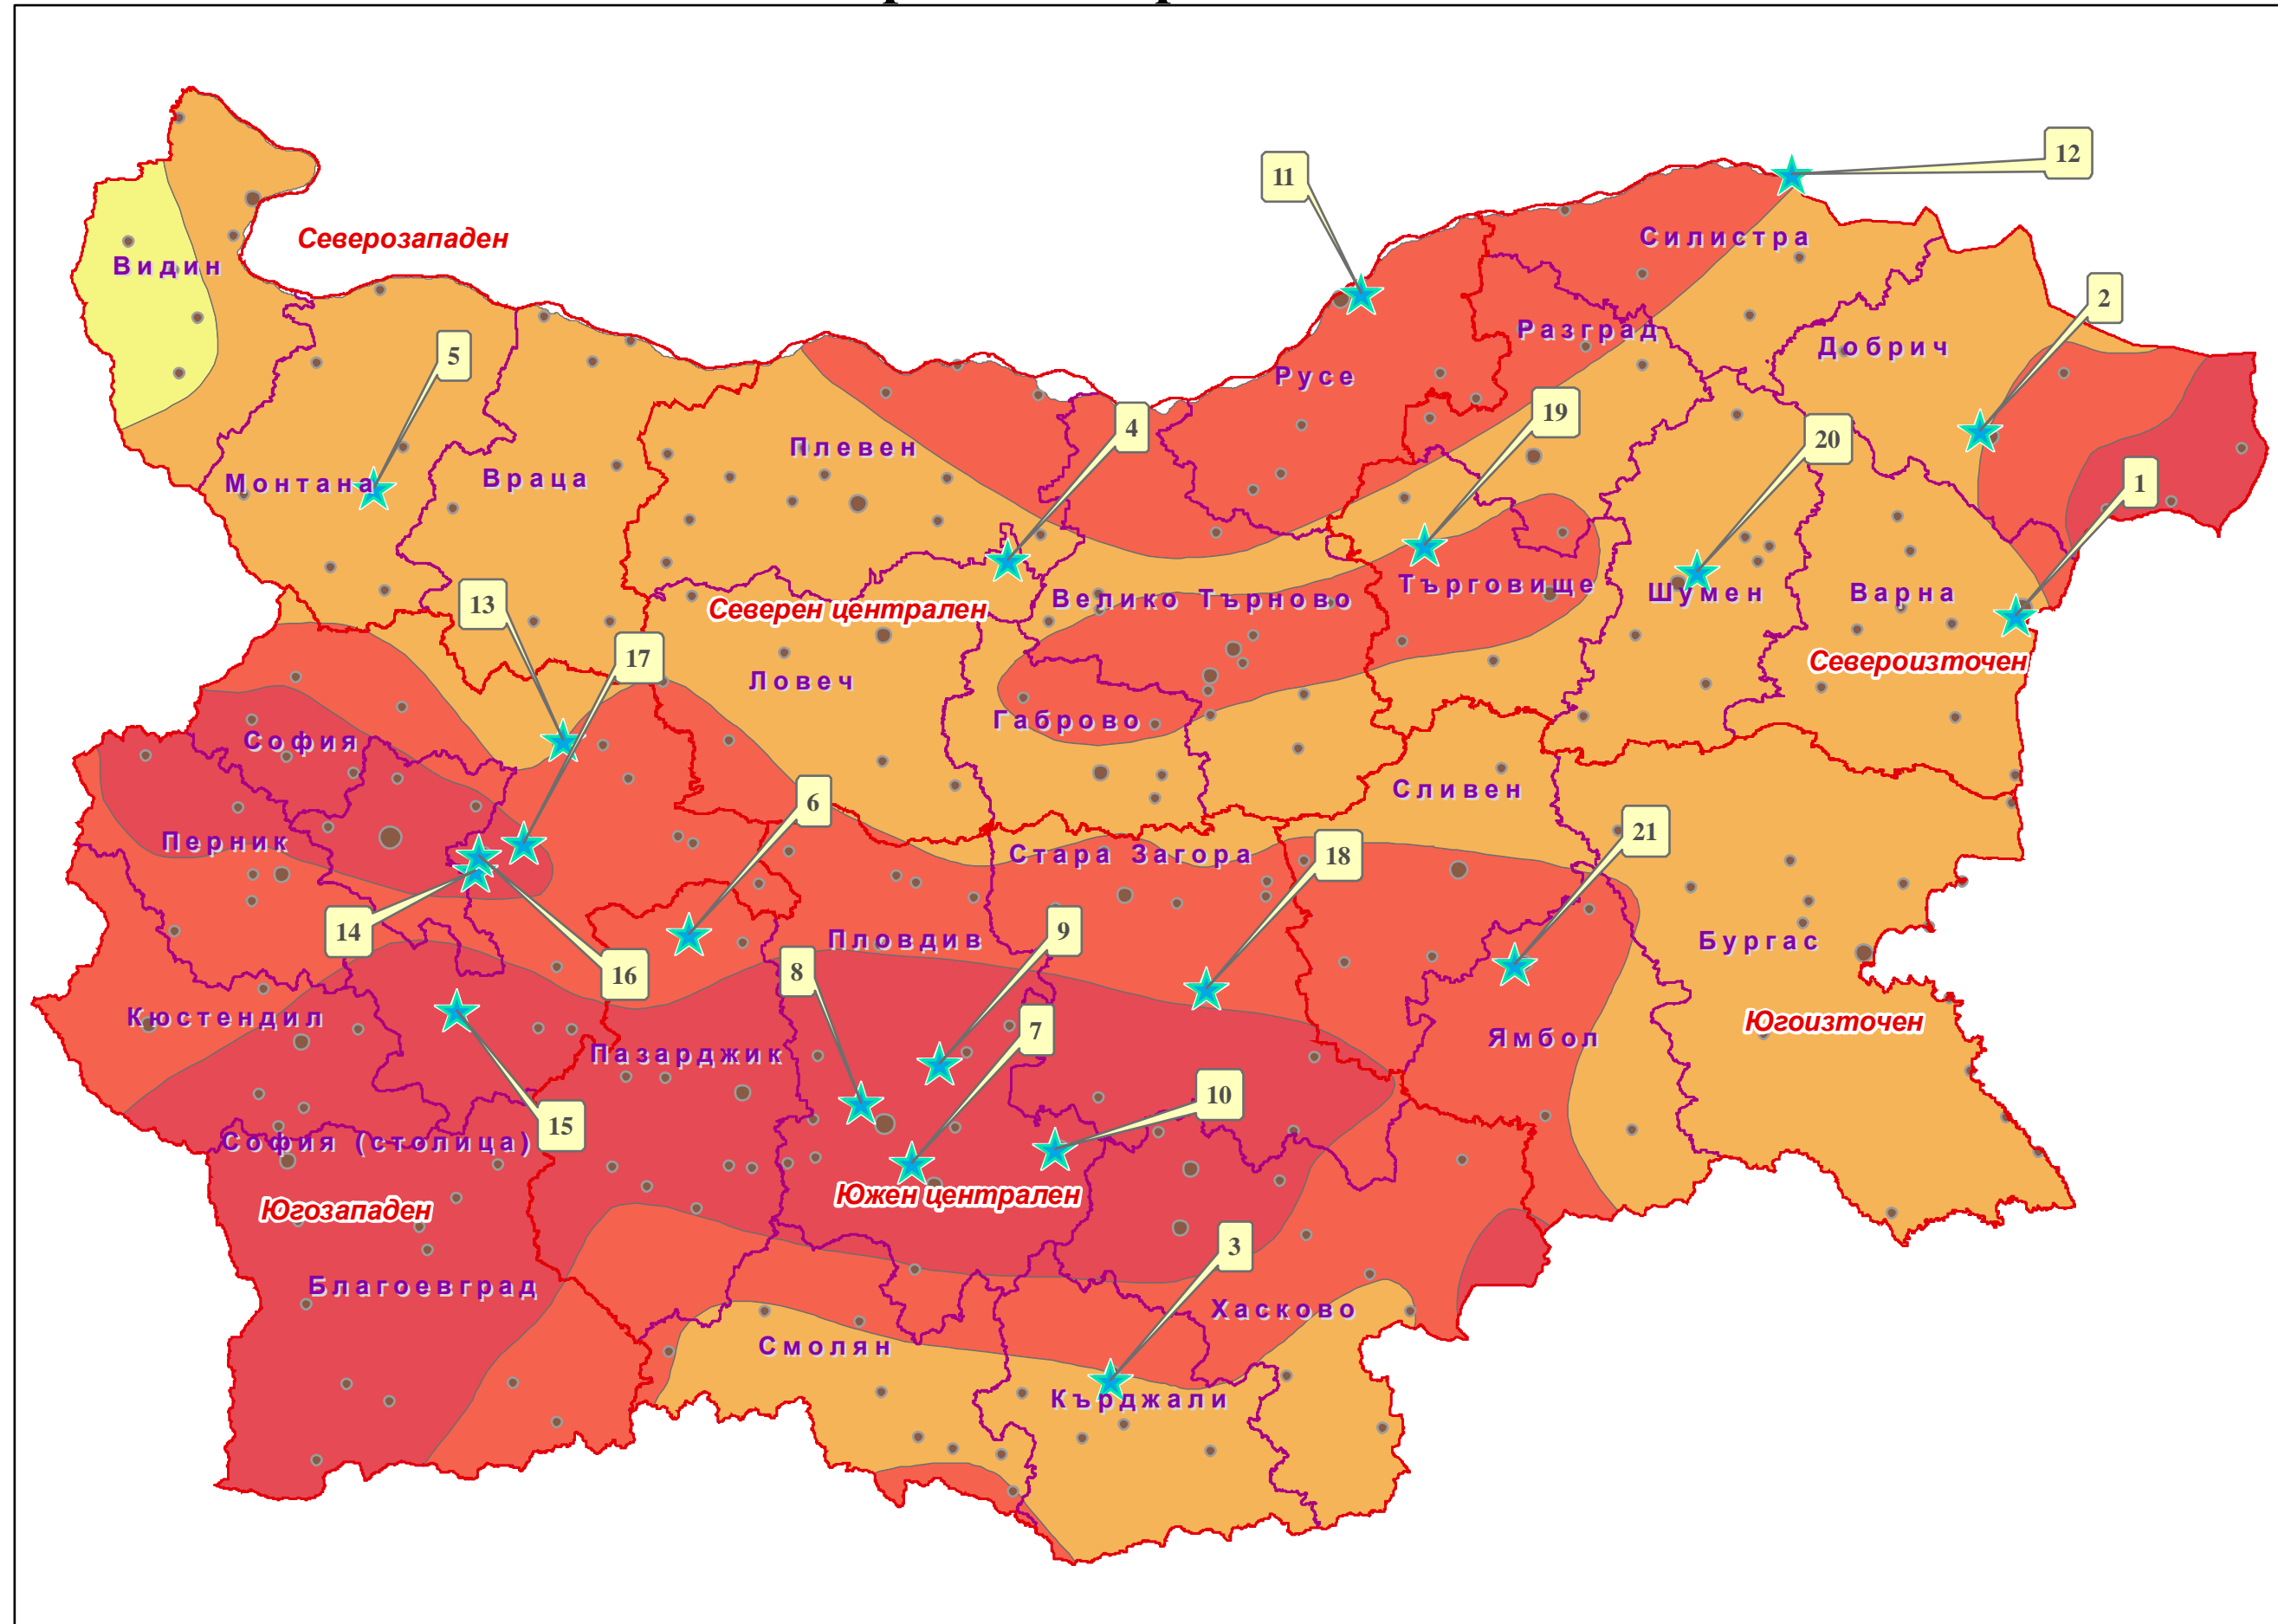 12
11
Силистра
Северозападен
Видин
2
Разград
Добрич
5
Русе
19
4
20
Плевен
Враца
Монтана
1
Търговище
Шумен
Варна
Велико Търново
13
Северен централен
17
Североизточен
Ловеч
Габрово
София
Сливен
6
21
Перник
Стара Загора
18
14
9
Пловдив
Бургас
8
16
Кюстендил
Югоизточен
7
Ямбол
Пазарджик
10
15
София (столица)
Южен централен
Югозападен
3
Благоевград
Хасково
Смолян
Кърджали